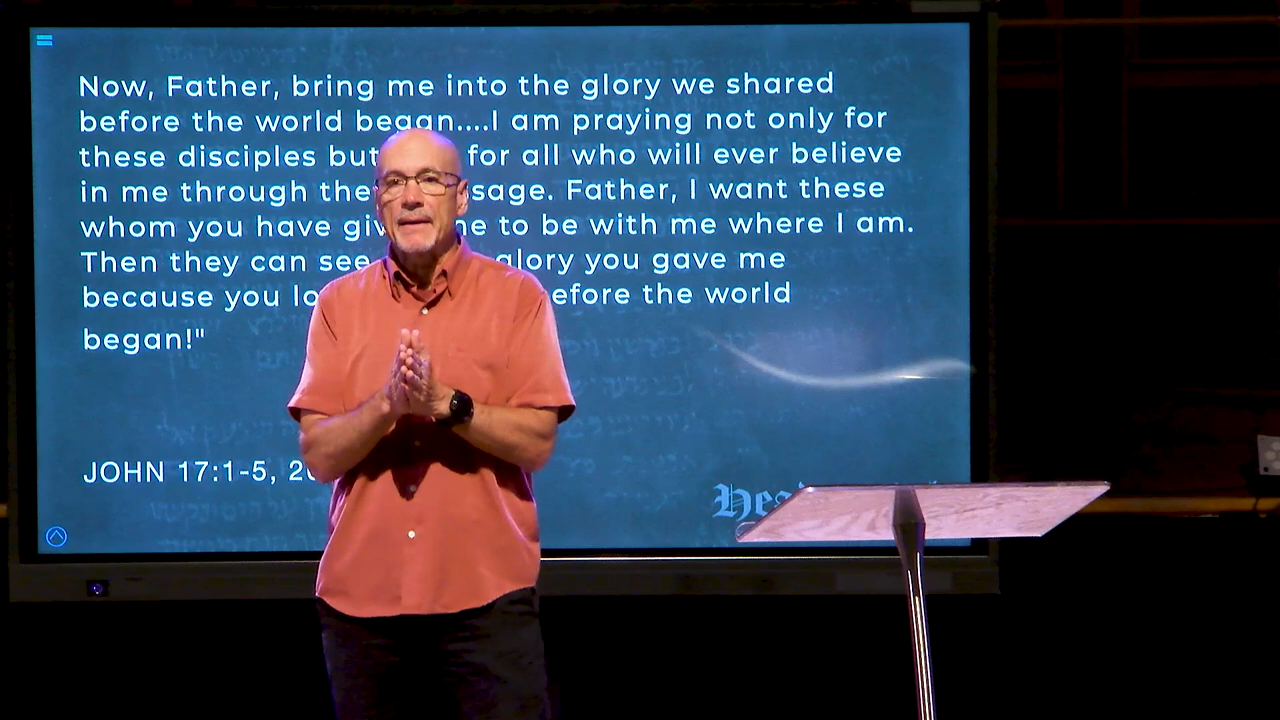 Now, Father, bring me into the glory we shared
before the world began....I am praying not only for
these disciples but for all who will ever believe
in me through the sage. Father, I want these
whom you have giv me to be with me where I am.
Then they can see glory you gave me
because you lo efore the world
began!"
JOHN 17:1-5, 20